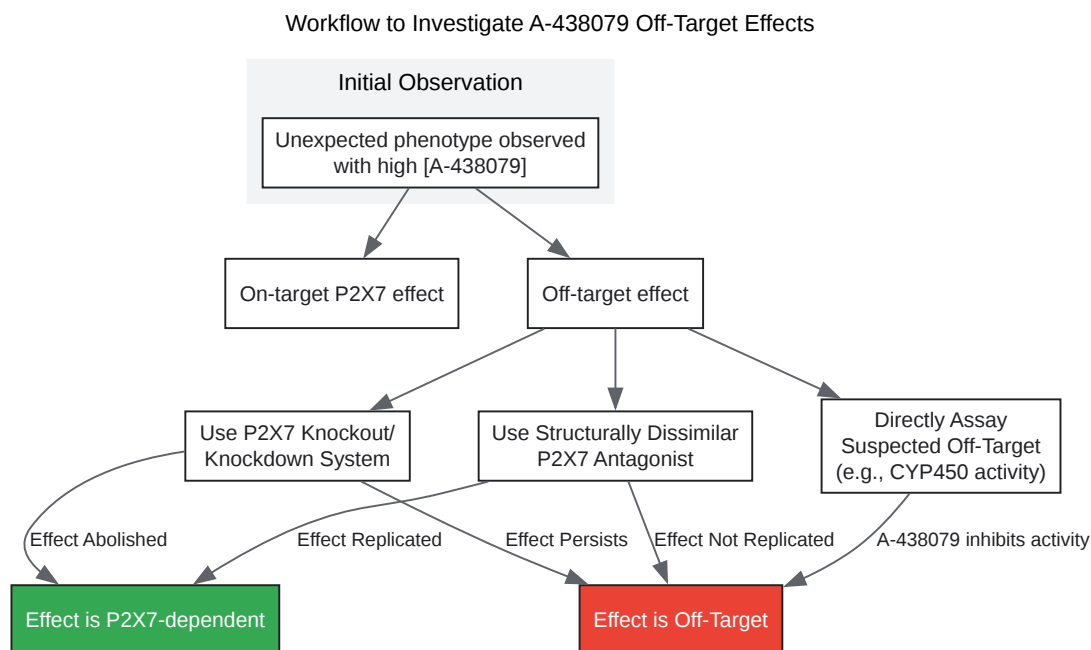 Workflow to Investigate A-438079 Off-Target Effects
Initial Observation
Unexpected phenotype observed
with high [A-438079]
On-target P2X7 effect
Off-target effect
Use P2X7 Knockout/
Knockdown System
Use Structurally Dissimilar
P2X7 Antagonist
Directly Assay
Suspected Off-Target
(e.g., CYP450 activity)
Effect Abolished
Effect Replicated
Effect Persists
Effect Not Replicated
A-438079 inhibits activity
Effect is P2X7-dependent
Effect is Off-Target